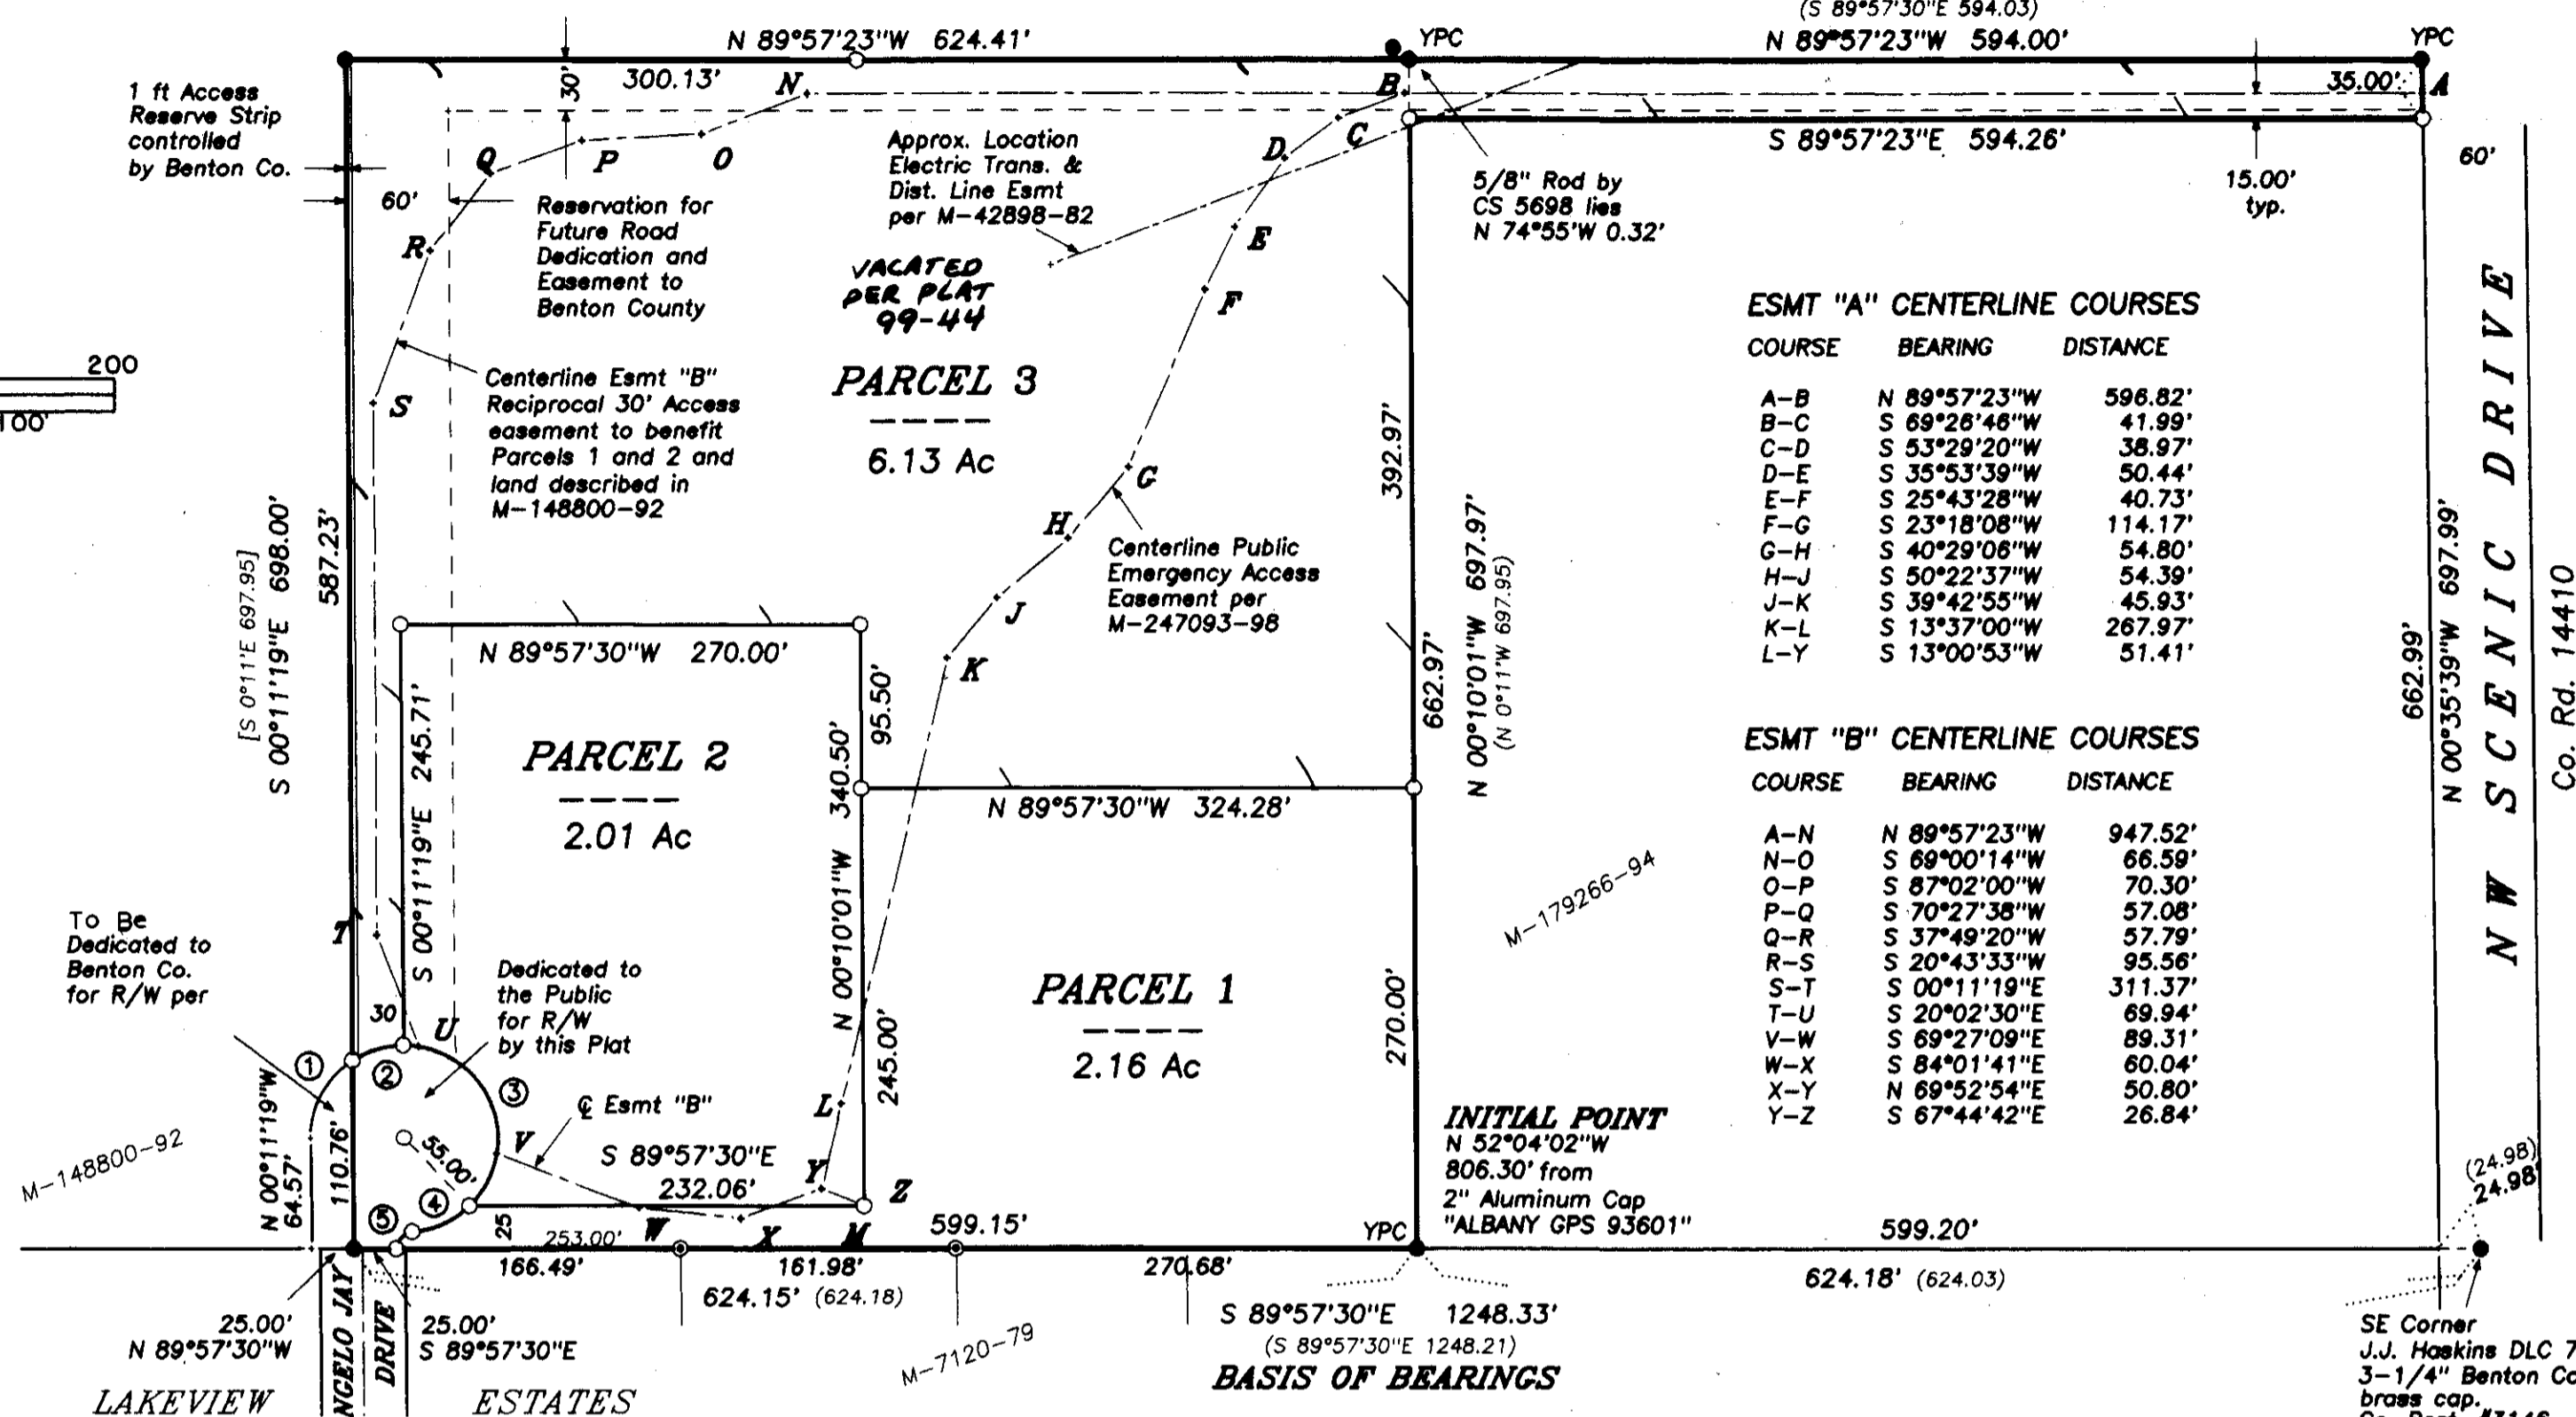 (S 89°57'30"E 594.03)
N 89°57'23"W 624.41'
YPC
N 89°57'23"W 594.00'
YPC
1 ft Access
Reserve Strip
controlled
by Benton Co.
30'
300.13'
N
B
35.00'
A
Approx. Location
Electric Trans. &
Dist. Line Esmt
per M-42898-82
C
D
S 89°57'23"E 594.26'
60'
Q
P
O
60'
Reservation for
Future Road
Dedication and
Easement to
Benton County
5/8" Rod by
CS 5698 lies
N 74°55'W 0.32'
15.00'
typ.
R
E
F
VACATED
PER PLAT
99-44
200
100'
S
Centerline Esmt "B"
Reciprocal 30' Access
easement to benefit
Parcels 1 and 2 and
land described in
M-148800-92
PARCEL 3
6.13 Ac
392.97'
G
H
J
K
Centerline Public
Emergency Access
Easement per
M-247093-98
ESMT "A" CENTERLINE COURSES
COURSE BEARING DISTANCE
A-B N 89°57'23"W 596.82'
B-C S 69°26'46"W 41.99'
C-D S 53°29'20"W 38.97'
D-E S 35°53'39"W 50.44'
E-F S 25°43'28"W 40.73'
F-G S 23°18'08"W 114.17'
G-H S 40°29'06"W 54.80'
H-J S 50°22'37"W 54.39'
J-K S 39°42'55"W 45.93'
K-L S 13°37'00"W 267.97'
L-Y S 13°00'53"W 51.41'
NW SCENIC DRIVE
Co. Rd. 14410
N 00°35'39"W 697.99'
662.99'
[S 0°11'E 697.95]
S 00°11'19"E 698.00'
587.23'
N 89°57'30"W 270.00'
95.50'
662.97'
N 00°10'01"W 697.97'
(N 0°11'W 697.95)
S 00°11'19"E 245.71'
PARCEL 2
2.01 Ac
N 00°10'01"W 340.50'
N 89°57'30"W 324.28'
ESMT "B" CENTERLINE COURSES
COURSE BEARING DISTANCE
A-N N 89°57'23"W 947.52'
N-O S 69°00'14"W 66.59'
O-P S 87°02'00"W 70.30'
P-Q S 70°27'38"W 57.08'
Q-R S 37°49'20"W 57.79'
R-S S 20°43'33"W 95.56'
S-T S 00°11'19"E 311.37'
T-U S 20°02'30"E 69.94'
V-W S 69°27'09"E 89.31'
W-X S 84°01'41"E 60.04'
X-Y N 69°52'54"E 50.80'
Y-Z S 67°44'42"E 26.84'
M-179266-94
To Be
Dedicated to
Benton Co.
for R/W per
T
30
U
Dedicated to
the Public
for R/W
by this Plat
PARCEL 1
2.16 Ac
245.00'
270.00'
1
2
3
4
5
N 00°11'19"W
64.57'
110.76'
55.00'
℄ Esmt "B"
V
L
S 89°57'30"E
232.06'
Y
Z
M-148800-92
INITIAL POINT
N 52°04'02"W
806.30' from
2" Aluminum Cap
"ALBANY GPS 93601"
YPC
(24.98)
24.98'
25
253.00'
W
X
M
599.15'
599.20'
166.49'
161.98'
270.68'
624.15' (624.18)
624.18' (624.03)
25.00'
N 89°57'30"W
NGELO JAY
DRIVE
25.00'
S 89°57'30"E
M-7120-79
S 89°57'30"E 1248.33'
(S 89°57'30"E 1248.21)
BASIS OF BEARINGS
SE Corner
J.J. Haskins DLC 7
3-1/4" Benton Co
brass cap.
LAKEVIEW ESTATES